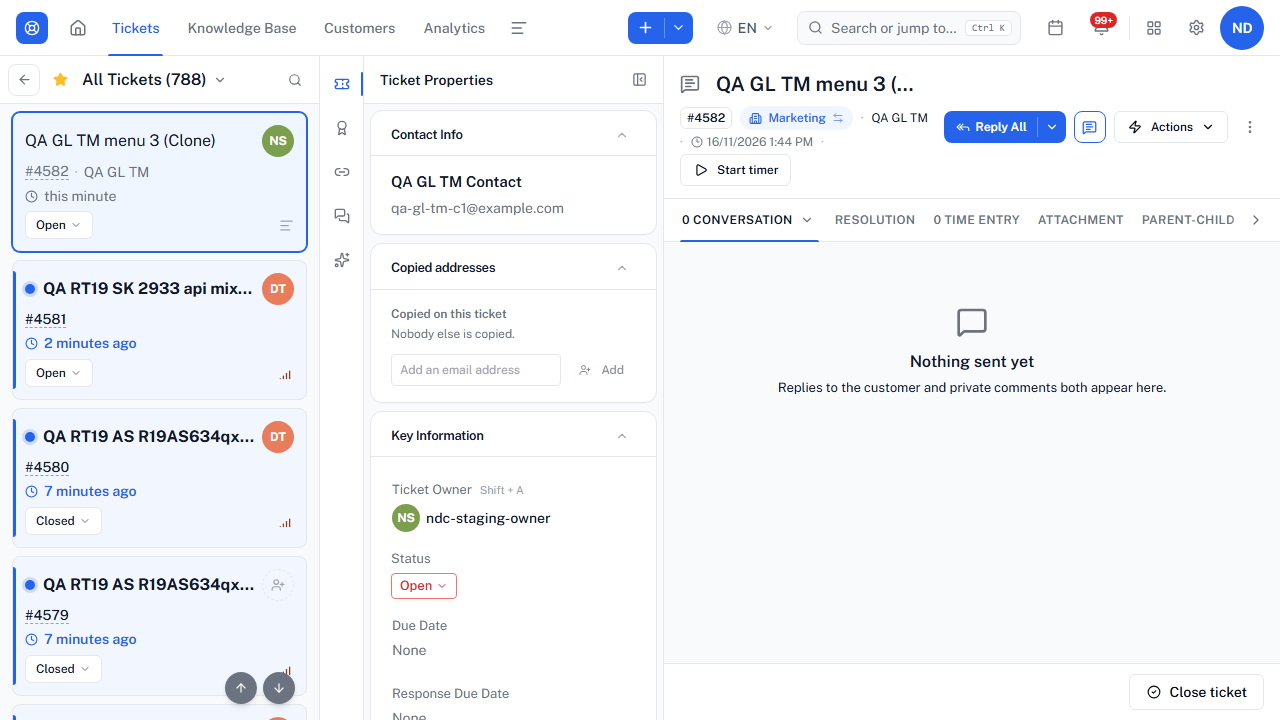 Tickets
Knowledge Base
Customers
Analytics
EN
Search or jump to...
Ctrl K
99+
ND
All Tickets (788)
QA GL TM menu 3 (Clone)
NS
#4582 · QA GL TM
this minute
Open
QA RT19 SK 2933 api mix...
DT
#4581
2 minutes ago
Open
QA RT19 AS R19AS634qx...
DT
#4580
7 minutes ago
Closed
QA RT19 AS R19AS634qx...
#4579
7 minutes ago
Closed
Ticket Properties
Contact Info
QA GL TM Contact
qa-gl-tm-c1@example.com
Copied addresses
Copied on this ticket
Nobody else is copied.
Add an email address
Add
Key Information
Ticket Owner Shift + A
NS ndc-staging-owner
Status
Open
Due Date
None
Response Due Date
None
QA GL TM menu 3 (...
#4582 Marketing · QA GL TM
· 16/11/2026 1:44 PM ·
Start timer
Reply All
Actions
0 CONVERSATION
RESOLUTION
0 TIME ENTRY
ATTACHMENT
PARENT-CHILD
Nothing sent yet
Replies to the customer and private comments both appear here.
Close ticket